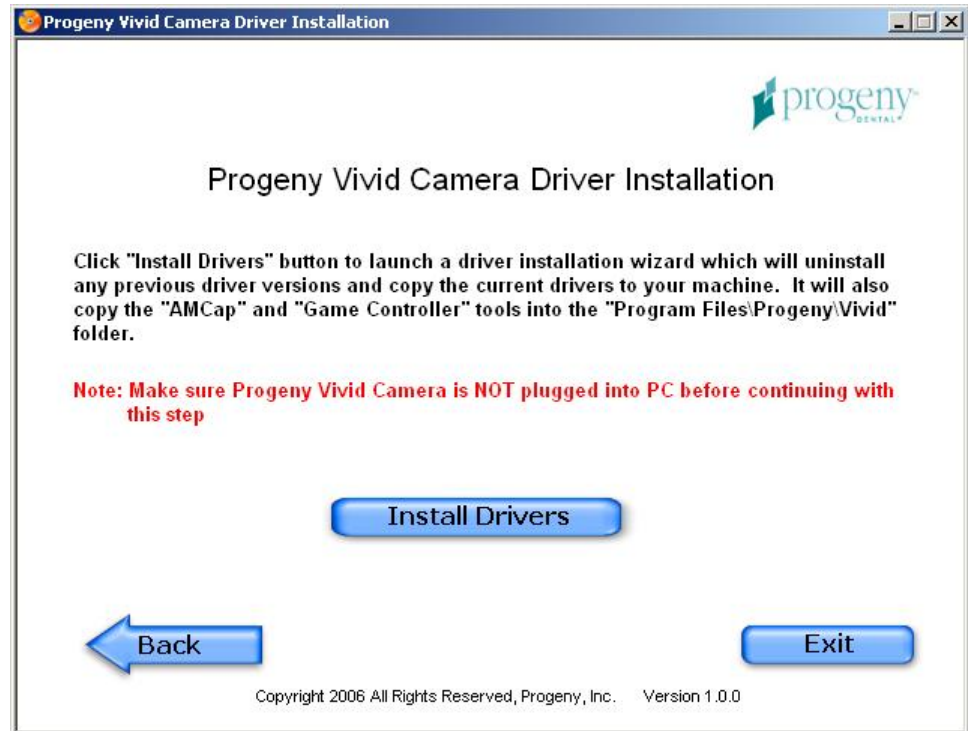 Progeny Vivid Camera Driver Installation
progeny
DENTAL
Progeny Vivid Camera Driver Installation
Click "Install Drivers" button to launch a driver installation wizard which will uninstall
any previous driver versions and copy the current drivers to your machine. It will also
copy the "AMCap" and "Game Controller" tools into the "Program Files\Progeny\Vivid"
folder.
Note: Make sure Progeny Vivid Camera is NOT plugged into PC before continuing with
this step
Install Drivers
Back
Exit
Copyright 2006 All Rights Reserved, Progeny, Inc. Version 1.0.0